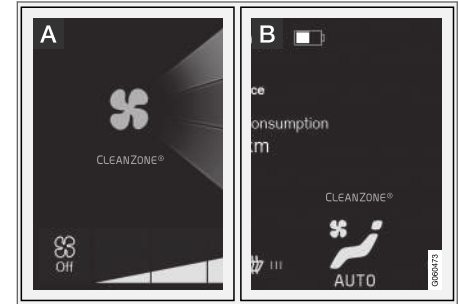 A
CLEANZONE®
Off
B
ce
onsumption
km
CLEANZONE®
AUTO
G060473